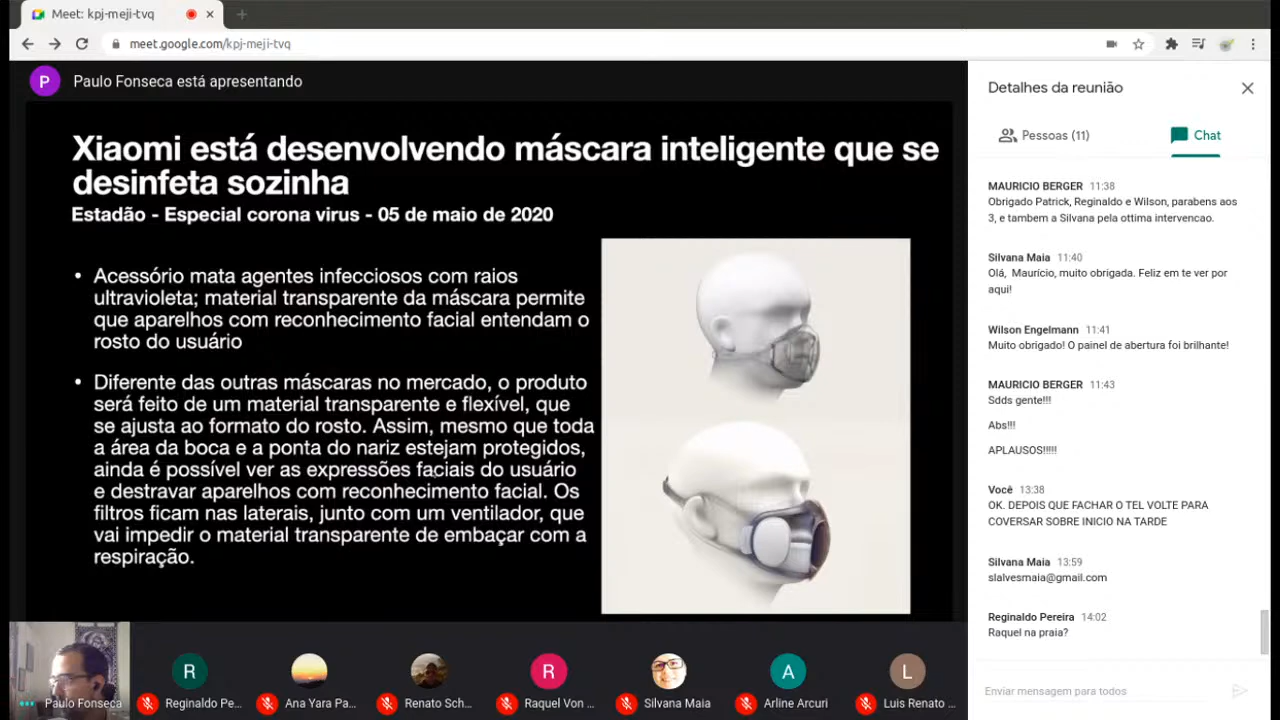 Meet: kpj-meji-tvq
meet.google.com/kpj-meji-tvq
P
Paulo Fonseca está apresentando
Xiaomi está desenvolvendo máscara inteligente que se
desinfeta sozinha
Estadão - Especial corona virus - 05 de maio de 2020
• Acessório mata agentes infecciosos com raios
ultravioleta; material transparente da máscara permite
que aparelhos com reconhecimento facial entendam o
rosto do usuário
• Diferente das outras máscaras no mercado, o produto
será feito de um material transparente e flexível, que
se ajusta ao formato do rosto. Assim, mesmo que toda
a área da boca e a ponta do nariz estejam protegidos,
ainda é possível ver as expressões faciais do usuário
e destravar aparelhos com reconhecimento facial. Os
filtros ficam nas laterais, junto com um ventilador, que
vai impedir o material transparente de embaçar com a
respiração.
Paulo Fonseca
R
Reginaldo Pe...
Ana Yara Pa...
Renato Sch...
R
Raquel Von ...
Silvana Maia
A
Arline Arcuri
L
Luis Renato ...
Detalhes da reunião
Pessoas (11)
Chat
MAURICIO BERGER 11:38
Obrigado Patrick, Reginaldo e Wilson, parabens aos
3, e tambem a Silvana pela ottima intervencao.
Silvana Maia 11:40
Olá, Maurício, muito obrigada. Feliz em te ver por
aqui!
Wilson Engelmann 11:41
Muito obrigado! O painel de abertura foi brilhante!
MAURICIO BERGER 11:43
Sdds gente!!!
Abs!!!
APLAUSOS!!!!!
Você 13:38
OK. DEPOIS QUE FACHAR O TEL VOLTE PARA
COVERSAR SOBRE INICIO NA TARDE
Silvana Maia 13:59
slalvesmaia@gmail.com
Reginaldo Pereira 14:02
Raquel na praia?
Enviar mensagem para todos